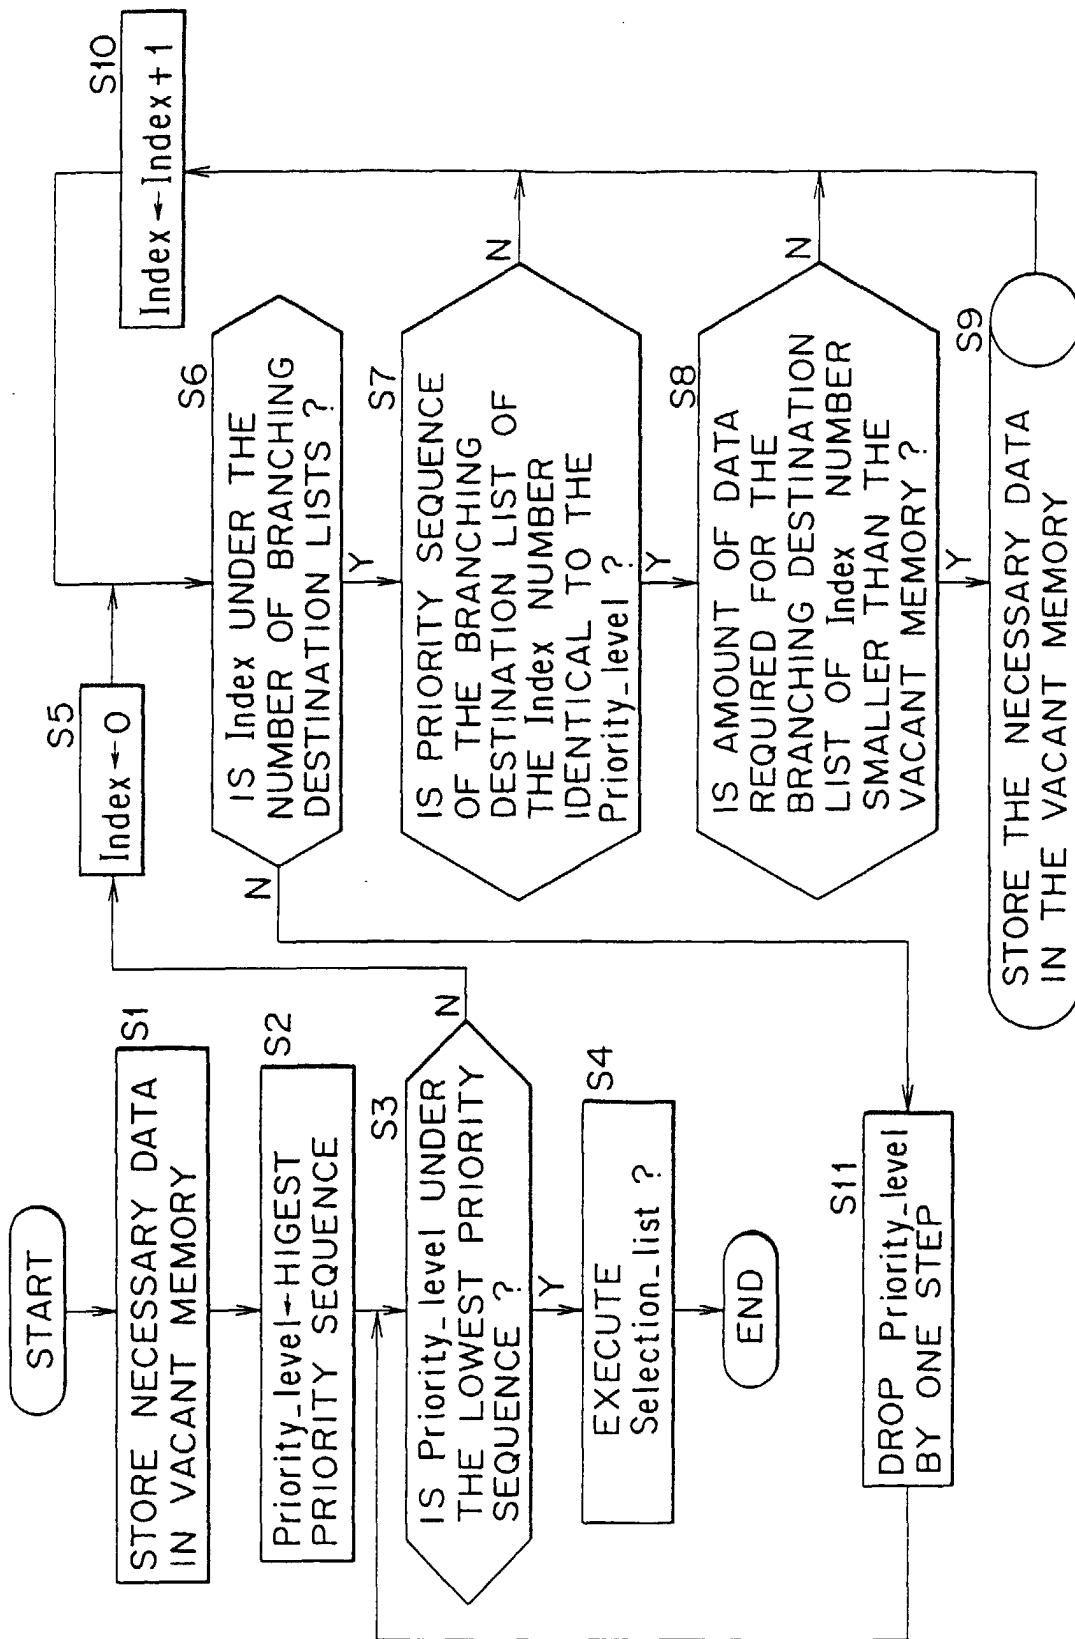 START
S1
STORE NECESSARY DATA
IN VACANT MEMORY
S2
Priority_level←HIGEST
PRIORITY SEQUENCE
S3
IS Priority_level UNDER
THE LOWEST PRIORITY
SEQUENCE ?
N
Y
S4
EXECUTE
Selection_list ?
END
S5
Index←0
S6
IS Index UNDER THE
NUMBER OF BRANCHING
DESTINATION LISTS ?
N
Y
S7
IS PRIORITY SEQUENCE
OF THE BRANCHING
DESTINATION LIST OF
THE Index NUMBER
IDENTICAL TO THE
Priority_level ?
N
Y
S8
IS AMOUNT OF DATA
REQUIRED FOR THE
BRANCHING DESTINATION
LIST OF Index NUMBER
SMALLER THAN THE
VACANT MEMORY ?
N
Y
S9
STORE THE NECESSARY DATA
IN THE VACANT MEMORY
S10
Index←Index+1
S11
DROP Priority_level
BY ONE STEP